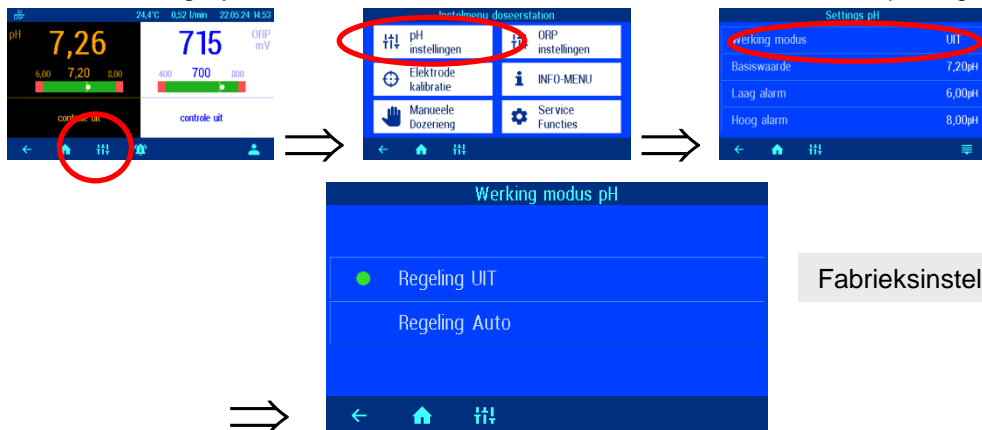 24,4°C 0,52 l/min 22.05.24 14:53
pH 7,26
715 ORP mV
6,00 7,20 8,00
400 700 800
controle uit
controle uit
Instelmenu doseerstation
pH instellingen
ORP instellingen
Elektrode kalibratie
INFO-MENU
Manueele Dozerieng
Service Functies
Settings pH
Werking modus UIT
Basiswaarde 7,20pH
Laag alarm 6,00pH
Hoog alarm 8,00pH
Werking modus pH
Regeling UIT
Regeling Auto
Fabrieksinstel